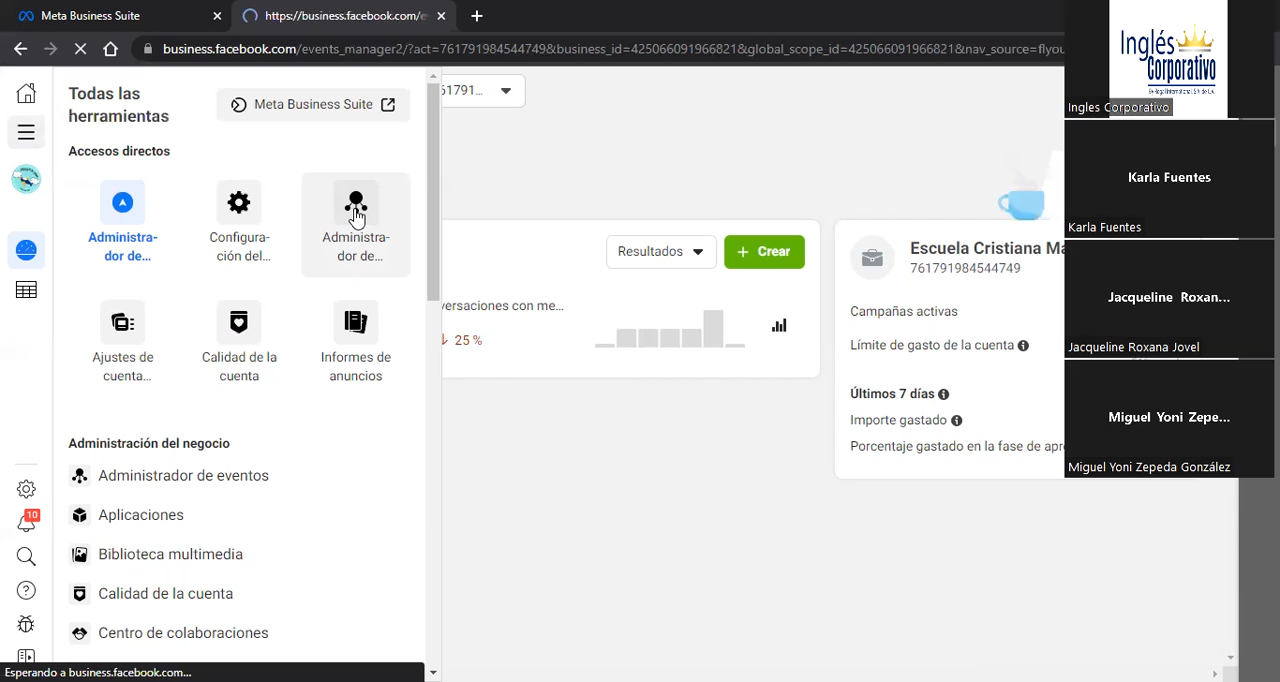 Meta Business Suite
https://business.facebook.com/e
business.facebook.com/events_manager2/?act=761791984544749&business_id=425066091966821&global_scope_id=425066091966821&nav_source=flyou
Todas las
herramientas
Meta Business Suite
Accesos directos
Administra-
dor de...
Configura-
ción del...
Administra-
dor de...
Ajustes de
cuenta...
Calidad de la
cuenta
Informes de
anuncios
Administración del negocio
Administrador de eventos
Aplicaciones
Biblioteca multimedia
Calidad de la cuenta
Centro de colaboraciones
10
Esperando a business.facebook.com...
61791...
Resultados
+ Crear
versaciones con me...
↓ 25 %
Escuela Cristiana Ma
761791984544749
Campañas activas
Límite de gasto de la cuenta
Últimos 7 días
Importe gastado
Porcentaje gastado en la fase de apr
Inglés
Corporativo
Ingles Corporativo
Karla Fuentes
Karla Fuentes
Jacqueline Roxan...
Jacqueline Roxana Jovel
Miguel Yoni Zepe...
Miguel Yoni Zepeda González